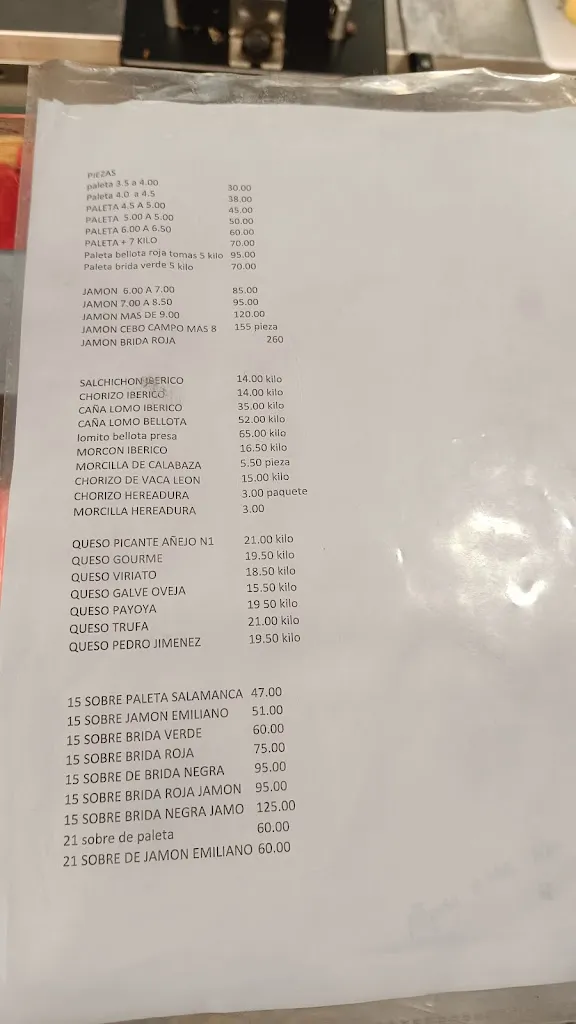 PIEZAS
paleta 3.5 a 4.00 30.00
Paleta 4.0 a 4.5 38.00
PALETA 4.5 A 5.00 45.00
PALETA 5.00 A 5.00 50.00
PALETA 6.00 A 6.50 60.00
PALETA + 7 KILO 70.00
Paleta bellota roja tomas 5 kilo 95.00
Paleta brida verde 5 kilo 70.00
JAMON 6.00 A 7.00 85.00
JAMON 7.00 A 8.50 95.00
JAMON MAS DE 9.00 120.00
JAMON CEBO CAMPO MAS 8 155 pieza
JAMON BRIDA ROJA 260
SALCHICHON IBERICO 14.00 kilo
CHORIZO IBERICO 14.00 kilo
CAÑA LOMO IBERICO 35.00 kilo
CAÑA LOMO BELLOTA 52.00 kilo
lomito bellota presa 65.00 kilo
MORCON IBERICO 16.50 kilo
MORCILLA DE CALABAZA 5.50 pieza
CHORIZO DE VACA LEON 15.00 kilo
CHORIZO HEREADURA 3.00 paquete
MORCILLA HEREADURA 3.00
QUESO PICANTE AÑEJO N1 21.00 kilo
QUESO GOURME 19.50 kilo
QUESO VIRIATO 18.50 kilo
QUESO GALVE OVEJA 15.50 kilo
QUESO PAYOYA 19 50 kilo
QUESO TRUFA 21.00 kilo
QUESO PEDRO JIMENEZ 19.50 kilo
15 SOBRE PALETA SALAMANCA 47.00
15 SOBRE JAMON EMILIANO 51.00
15 SOBRE BRIDA VERDE 60.00
15 SOBRE BRIDA ROJA 75.00
15 SOBRE DE BRIDA NEGRA 95.00
15 SOBRE BRIDA ROJA JAMON 95.00
15 SOBRE BRIDA NEGRA JAMO 125.00
21 sobre de paleta 60.00
21 SOBRE DE JAMON EMILIANO 60.00